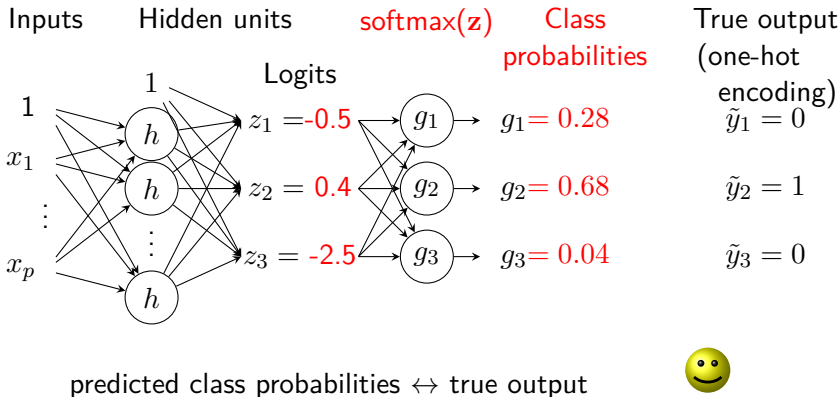 Inputs Hidden units softmax(z) Class probabilities True output (one-hot encoding)
Logits
1
1 z₁ = -0.5 g₁ g₁ = 0.28 ỹ₁ = 0
h
x₁
h z₂ = 0.4 g₂ g₂ = 0.68 ỹ₂ = 1
⋮ ⋮
xₚ z₃ = -2.5 g₃ g₃ = 0.04 ỹ₃ = 0
h
predicted class probabilities ↔ true output